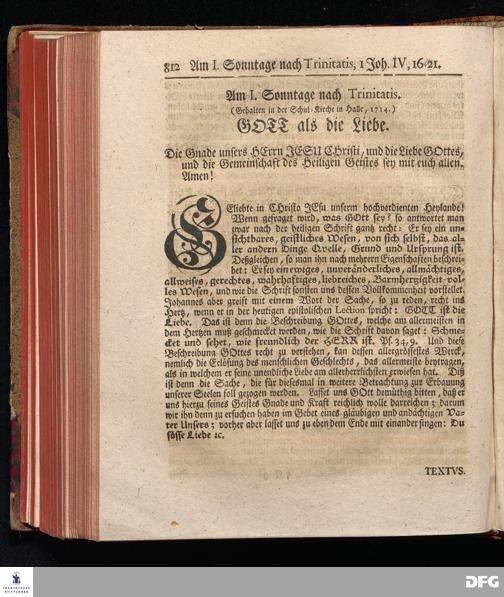 812 Am I. Sonntage nach Trinitatis, 1 Joh. IV, 16-21.
Am I. Sonntage nach Trinitatis.
(Gehalten in der Schul-Kirche in Halle, 1714.)
GOTT als die Liebe.
Die Gnade unsers HErrn JESU CHristi, und die Liebe GOttes,
und die Gemeinschaft des Heiligen Geistes sey mit euch allen.
Amen!
GEliebte in CHristo JEsu unserm hochverdienten Heylande!
Wenn gefraget wird, was GOtt sey? so antwortet man
zwar nach der heiligen Schrift gantz recht: Er sey ein un-
sichtbares, geistliches Wesen, von sich selbst, das al-
ler andern Dinge Qvelle, Grund und Ursprung ist.
Deßgleichen, so man ihn nach mehrern Eigenschaften beschrei-
bet: Er sey ein ewiges, unveränderliches, allmächtiges,
allweises, gerechtes, wahrhaftiges, liebreiches, Barmhertzigkeit-vol-
les Wesen, und wie die Schrift sonsten uns dessen Vollkommenheit vorstellet.
Johannes aber greift mit einem Wort der Sache, so zu reden, recht ins
Hertz, wenn er in der heutigen epistolischen Lection spricht: GOTT ist die
Liebe. Das ist denn die Beschreibung GOttes, welche am allermeisten in
dem Hertzen muß geschmecket werden, wie die Schrift davon saget: Schme-
cket und sehet, wie freundlich der HERR ist. Ps. 34, 9. Und diese
Beschreibung GOttes recht zu verstehen, kan dessen allergrössestes Werck,
nemlich die Erlösung des menschlichen Geschlechts, das allermeiste beytragen,
als in welchem er seine unendliche Liebe am allerherrlichsten erwiesen hat. Diß
ist denn die Sache, die für diesesmal in weitere Betrachtung zur Erbauung
unserer Seelen soll gezogen werden. Lasset uns GOtt demüthig bitten, daß er
uns hierzu seines Geistes Gnade und Kraft reichlich wolle darreichen; darum
wir ihn denn zu ersuchen haben im Gebet eines gläubigen und andächtigen Va-
ter Unsers; vorher aber lasset uns zu eben dem Ende mit einander singen: Du
süsse Liebe ꝛc.
TEXTVS.
FRANCKESCHE
STIFTUNGEN
DFG